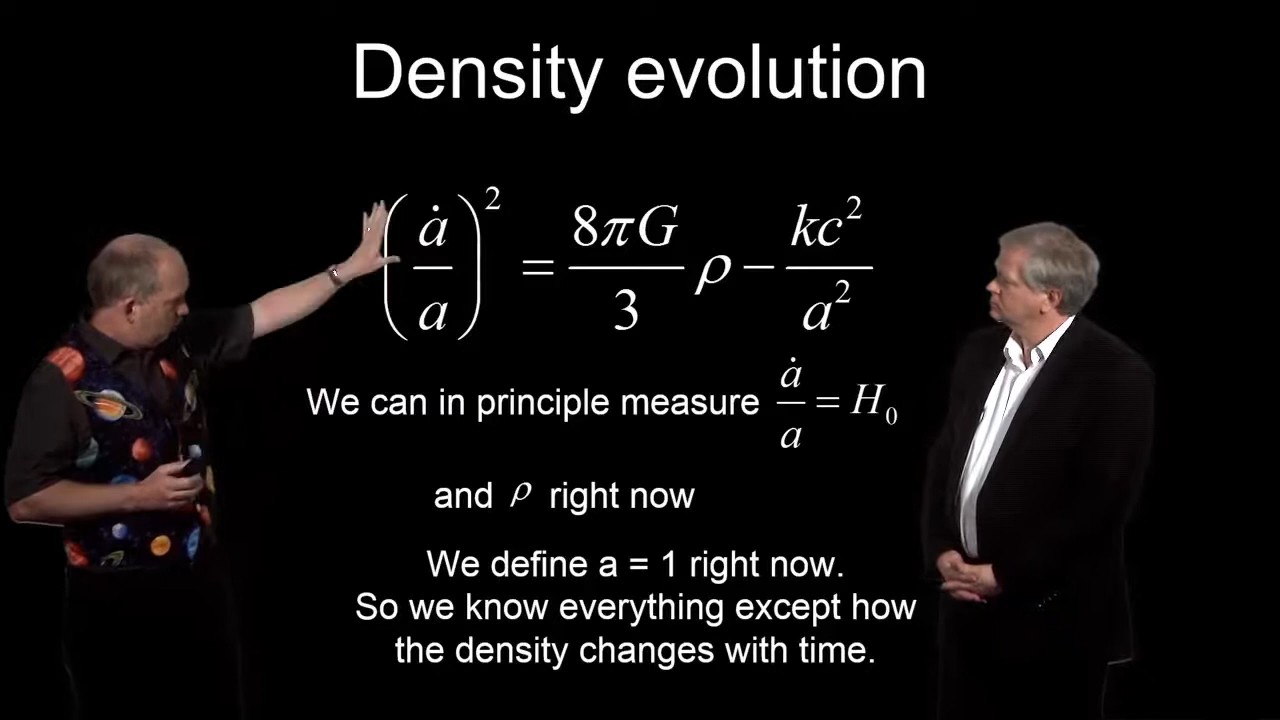 Density evolution
(ȧ/a)² = 8πG/3 ρ − kc²/a²
We can in principle measure ȧ/a = H₀
and ρ right now
We define a = 1 right now.
So we know everything except how
the density changes with time.